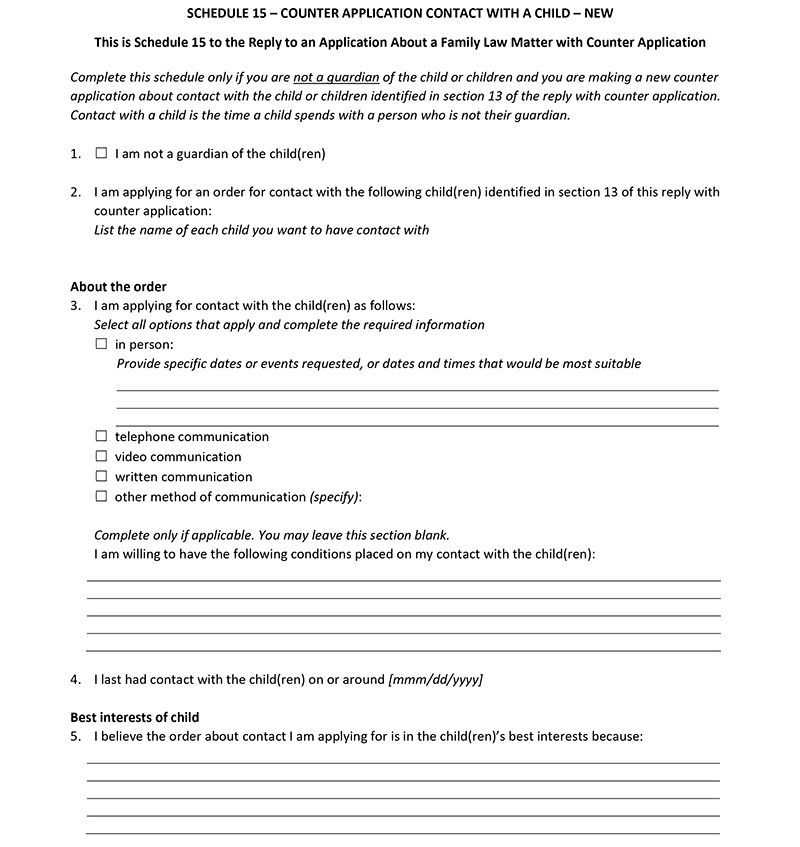 SCHEDULE 15 – COUNTER APPLICATION CONTACT WITH A CHILD – NEW
This is Schedule 15 to the Reply to an Application About a Family Law Matter with Counter Application
Complete this schedule only if you are not a guardian of the child or children and you are making a new counter
application about contact with the child or children identified in section 13 of the reply with counter application.
Contact with a child is the time a child spends with a person who is not their guardian.
1. ☐ I am not a guardian of the child(ren)
2. I am applying for an order for contact with the following child(ren) identified in section 13 of this reply with
counter application:
List the name of each child you want to have contact with
About the order
3. I am applying for contact with the child(ren) as follows:
Select all options that apply and complete the required information
☐ in person:
Provide specific dates or events requested, or dates and times that would be most suitable
☐ telephone communication
☐ video communication
☐ written communication
☐ other method of communication (specify):
Complete only if applicable. You may leave this section blank.
I am willing to have the following conditions placed on my contact with the child(ren):
4. I last had contact with the child(ren) on or around [mmm/dd/yyyy]
Best interests of child
5. I believe the order about contact I am applying for is in the child(ren)’s best interests because: